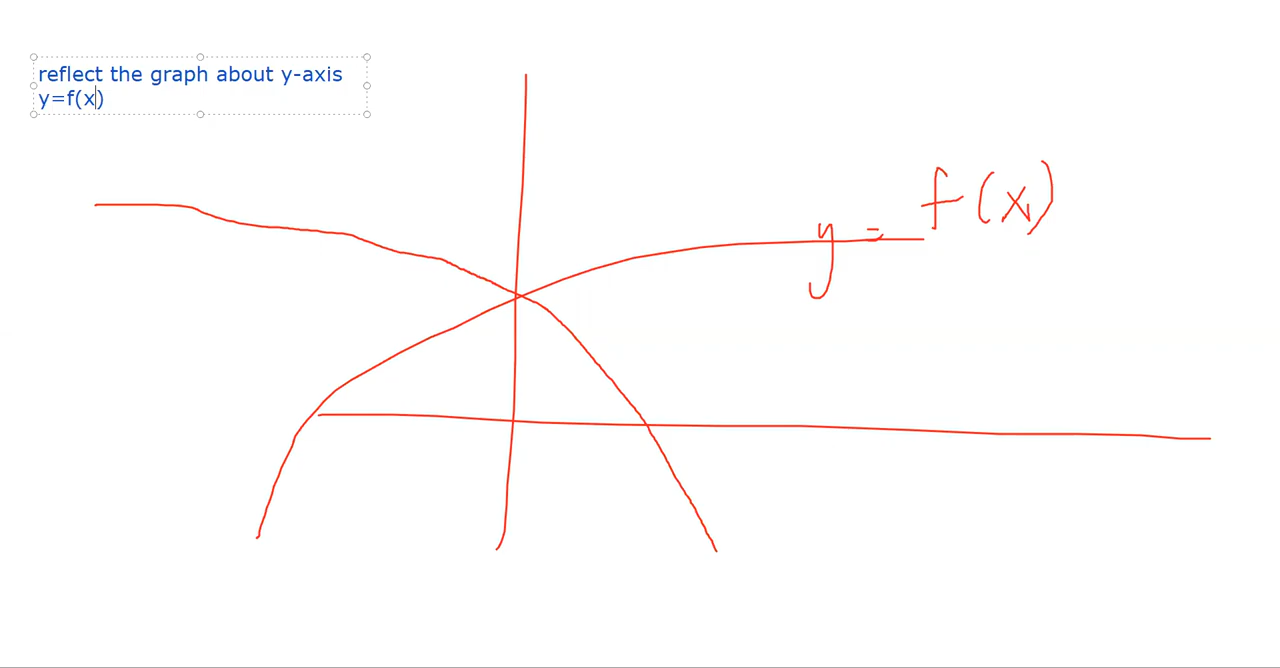 reflect the graph about y-axis
y=f(x)
y = f(x)